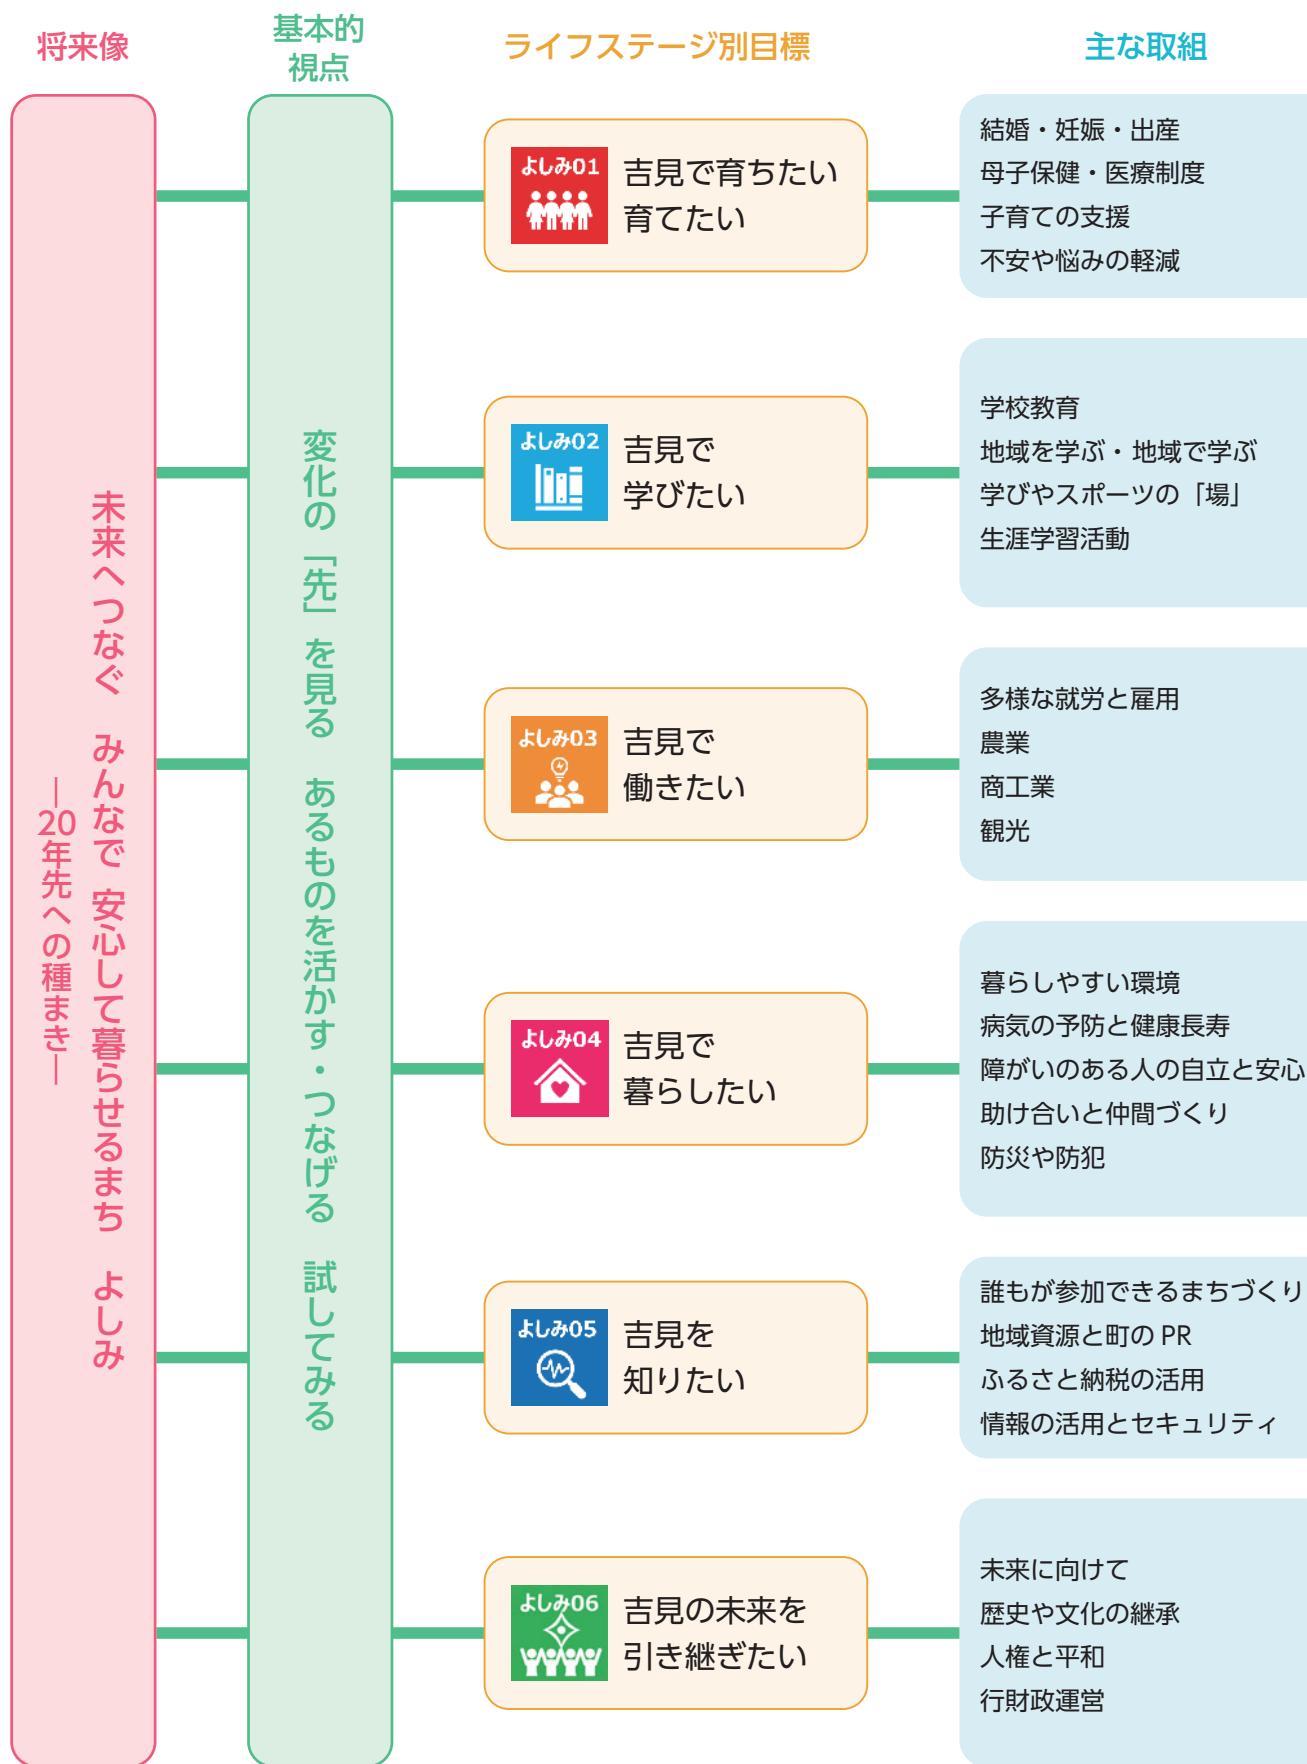 将来像
基本的
視点
ライフステージ別目標
主な取組
未来へつなぐ　みんなで 安心して暮らせるまち　よしみ
―20年先への種まき―
変化の「先」を見る　あるものを活かす・つなげる　試してみる
よしみ01
吉見で育ちたい
育てたい
結婚・妊娠・出産
母子保健・医療制度
子育ての支援
不安や悩みの軽減
よしみ02
吉見で
学びたい
学校教育
地域を学ぶ・地域で学ぶ
学びやスポーツの「場」
生涯学習活動
よしみ03
吉見で
働きたい
多様な就労と雇用
農業
商工業
観光
よしみ04
吉見で
暮らしたい
暮らしやすい環境
病気の予防と健康長寿
障がいのある人の自立と安心
助け合いと仲間づくり
防災や防犯
よしみ05
吉見を
知りたい
誰もが参加できるまちづくり
地域資源と町の PR
ふるさと納税の活用
情報の活用とセキュリティ
よしみ06
吉見の未来を
引き継ぎたい
未来に向けて
歴史や文化の継承
人権と平和
行財政運営